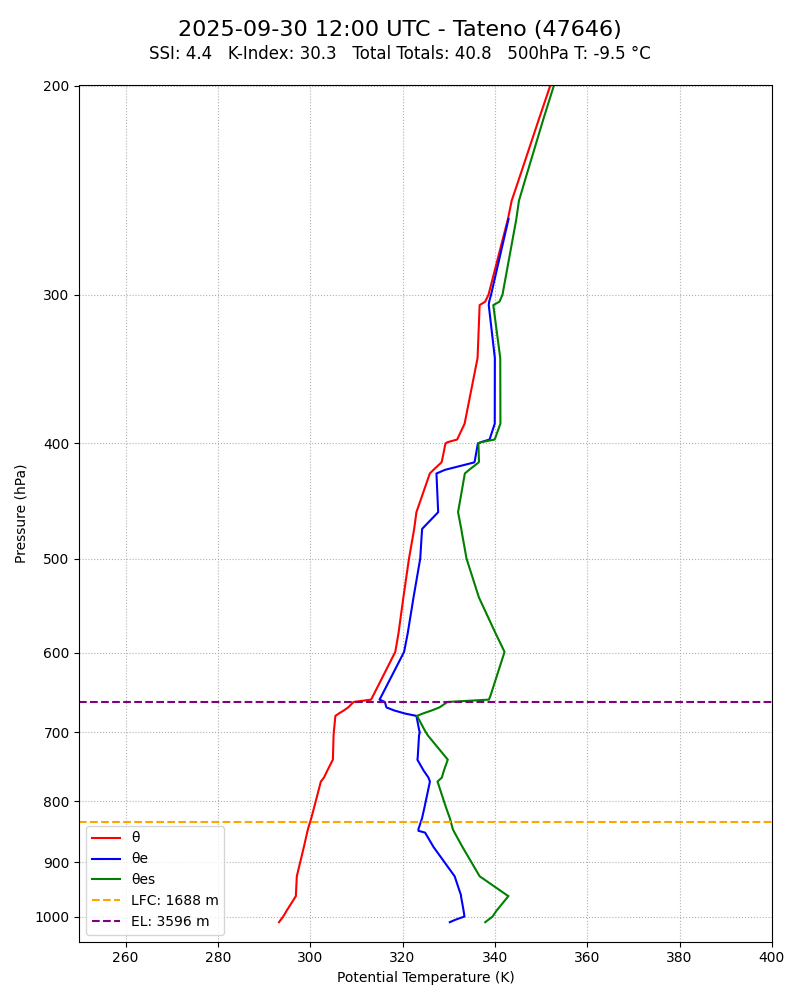 2025-09-30 12:00 UTC - Tateno (47646)
SSI: 4.4   K-Index: 30.3   Total Totals: 40.8   500hPa T: -9.5 °C
200
300
400
500
600
700
800
900
1000
Pressure (hPa)
θ
θe
θes
LFC: 1688 m
EL: 3596 m
260 280 300 320 340 360 380 400
Potential Temperature (K)